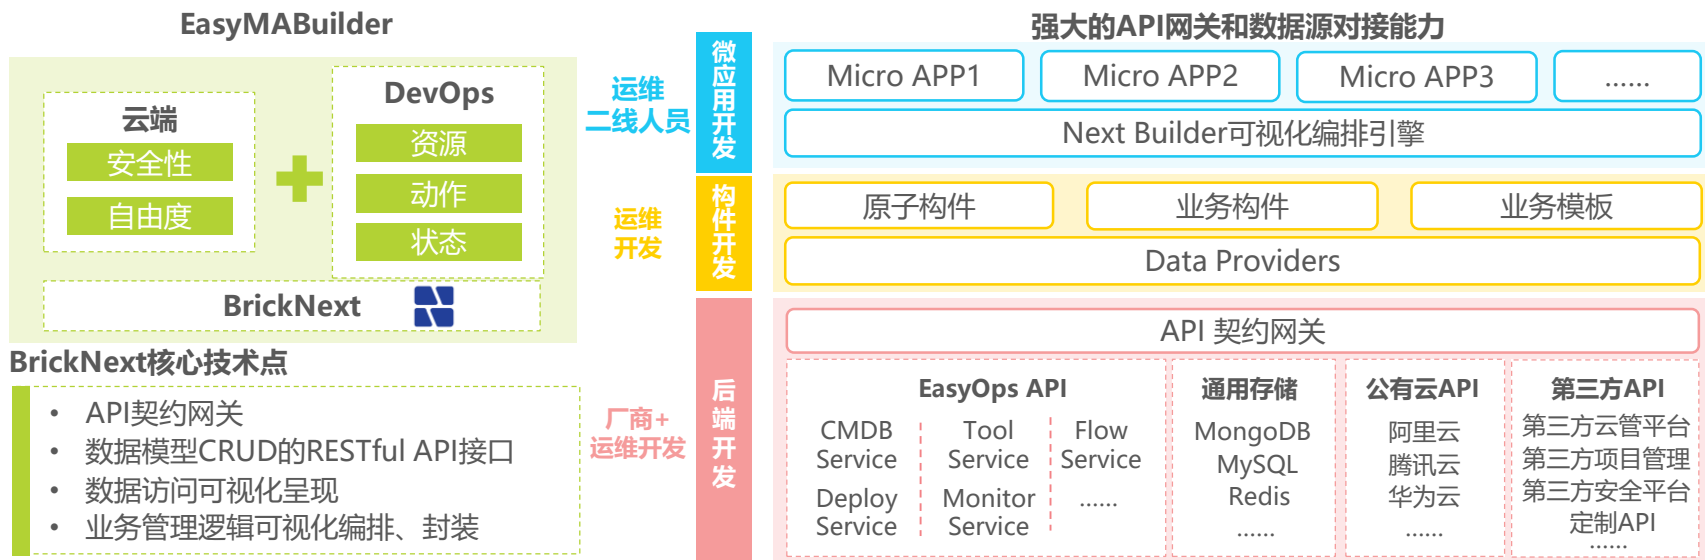 EasyMABuilder
云端
安全性
自由度
DevOps
资源
动作
状态
BrickNext
BrickNext核心技术点
• API契约网关
• 数据模型CRUD的RESTful API接口
• 数据访问可视化呈现
• 业务管理逻辑可视化编排、封装
运维
二线人员
运维
开发
厂商+
运维开发
微应用开发
构件开发
后端开发
强大的API网关和数据源对接能力
Micro APP1
Micro APP2
Micro APP3
......
Next Builder可视化编排引擎
原子构件
业务构件
业务模板
Data Providers
API 契约网关
EasyOps API
CMDB
Service
Tool
Service
Flow
Service
Deploy
Service
Monitor
Service
......
通用存储
MongoDB
MySQL
Redis
......
公有云API
阿里云
腾讯云
华为云
......
第三方API
第三方云管平台
第三方项目管理
第三方安全平台
定制API
......